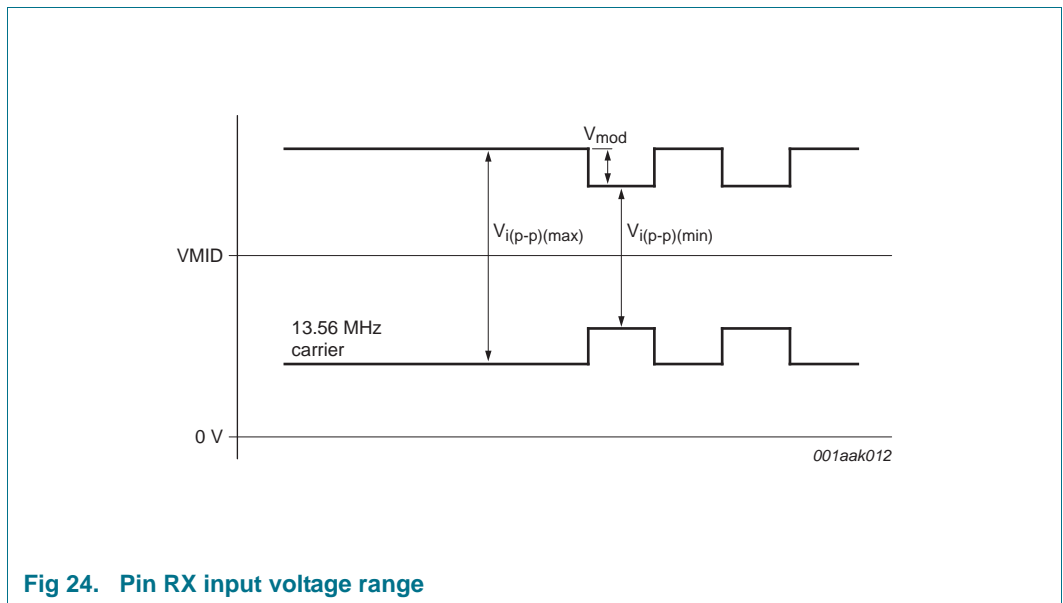 Vmod
Vi(p-p)(max)
Vi(p-p)(min)
VMID
13.56 MHz
carrier
0 V
001aak012
Fig 24. Pin RX input voltage range